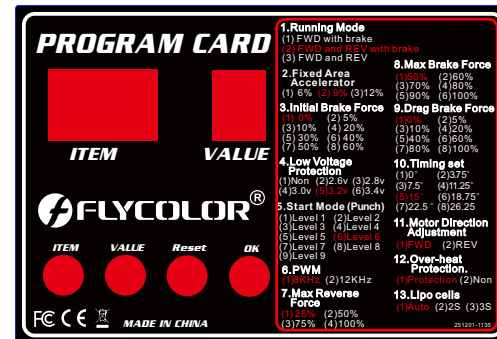 PROGRAM CARD
ITEM
VALUE
FLYCOLOR®
ITEM
VALUE
Reset
OK
FC CE
MADE IN CHINA
1.Running Mode
(1) FWD with brake
(2) FWD and REV with brake
(3) FWD and REV
2.Fixed Area
Accelerator
(1) 6% (2) 9% (3)12%
3.Initial Brake Force
(1) 0% (2) 5%
(3)10% (4) 20%
(5) 30% (6) 40%
(7) 50% (8) 60%
4.Low Voltage
Protection
(1)Non (2)2.6v (3)2.8v
(4)3.0v (5)3.2v (6)3.4v
5.Start Mode (Punch)
(1)Level 1 (2)Level 2
(3)Level 3 (4)Level 4
(5)Level 5 (6)Level 6
(7)Level 7 (8)Level 8
(9)Level 9
6.PWM
(1)8KHz (2)12KHz
7.Max Reverse
Force
(1) 25% (2)50%
(3)75% (4)100%
8.Max Brake Force
(1)50% (2)60%
(3)70% (4)80%
(5)90% (6)100%
9.Drag Brake Force
(1)0% (2)5%
(3)10% (4)20%
(5)40% (6)60%
(7)80% (8)100%
10.Timing set
(1)0° (2)3.75°
(3)7.5° (4)11.25°
(5)15° (6)18.75°
(7)22.5° (8)26.25
11.Motor Direction
Adjustment
(1)FWD (2)REV
12.Over-heat
Protection.
(1)Protection (2)Non
13.Lipo cells
(1)Auto (2)2S (3)3S
251201-1135